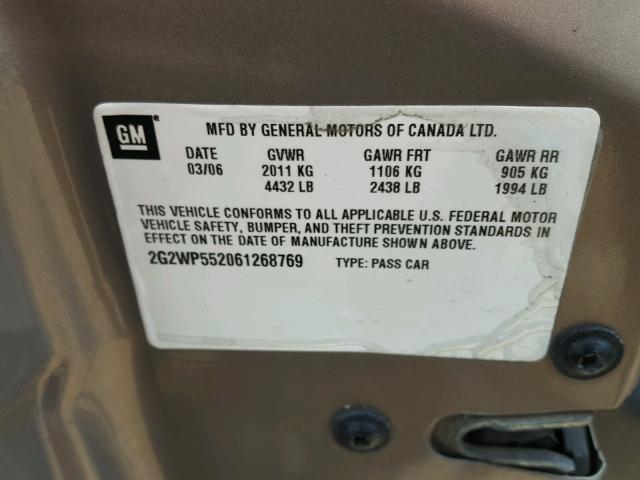 GM MFD BY GENERAL MOTORS OF CANADA LTD.
DATE GVWR GAWR FRT GAWR RR
03/06 2011 KG 1106 KG 905 KG
4432 LB 2438 LB 1994 LB
THIS VEHICLE CONFORMS TO ALL APPLICABLE U.S. FEDERAL MOTOR
VEHICLE SAFETY, BUMPER, AND THEFT PREVENTION STANDARDS IN
EFFECT ON THE DATE OF MANUFACTURE SHOWN ABOVE.
2G2WP552061268769 TYPE: PASS CAR